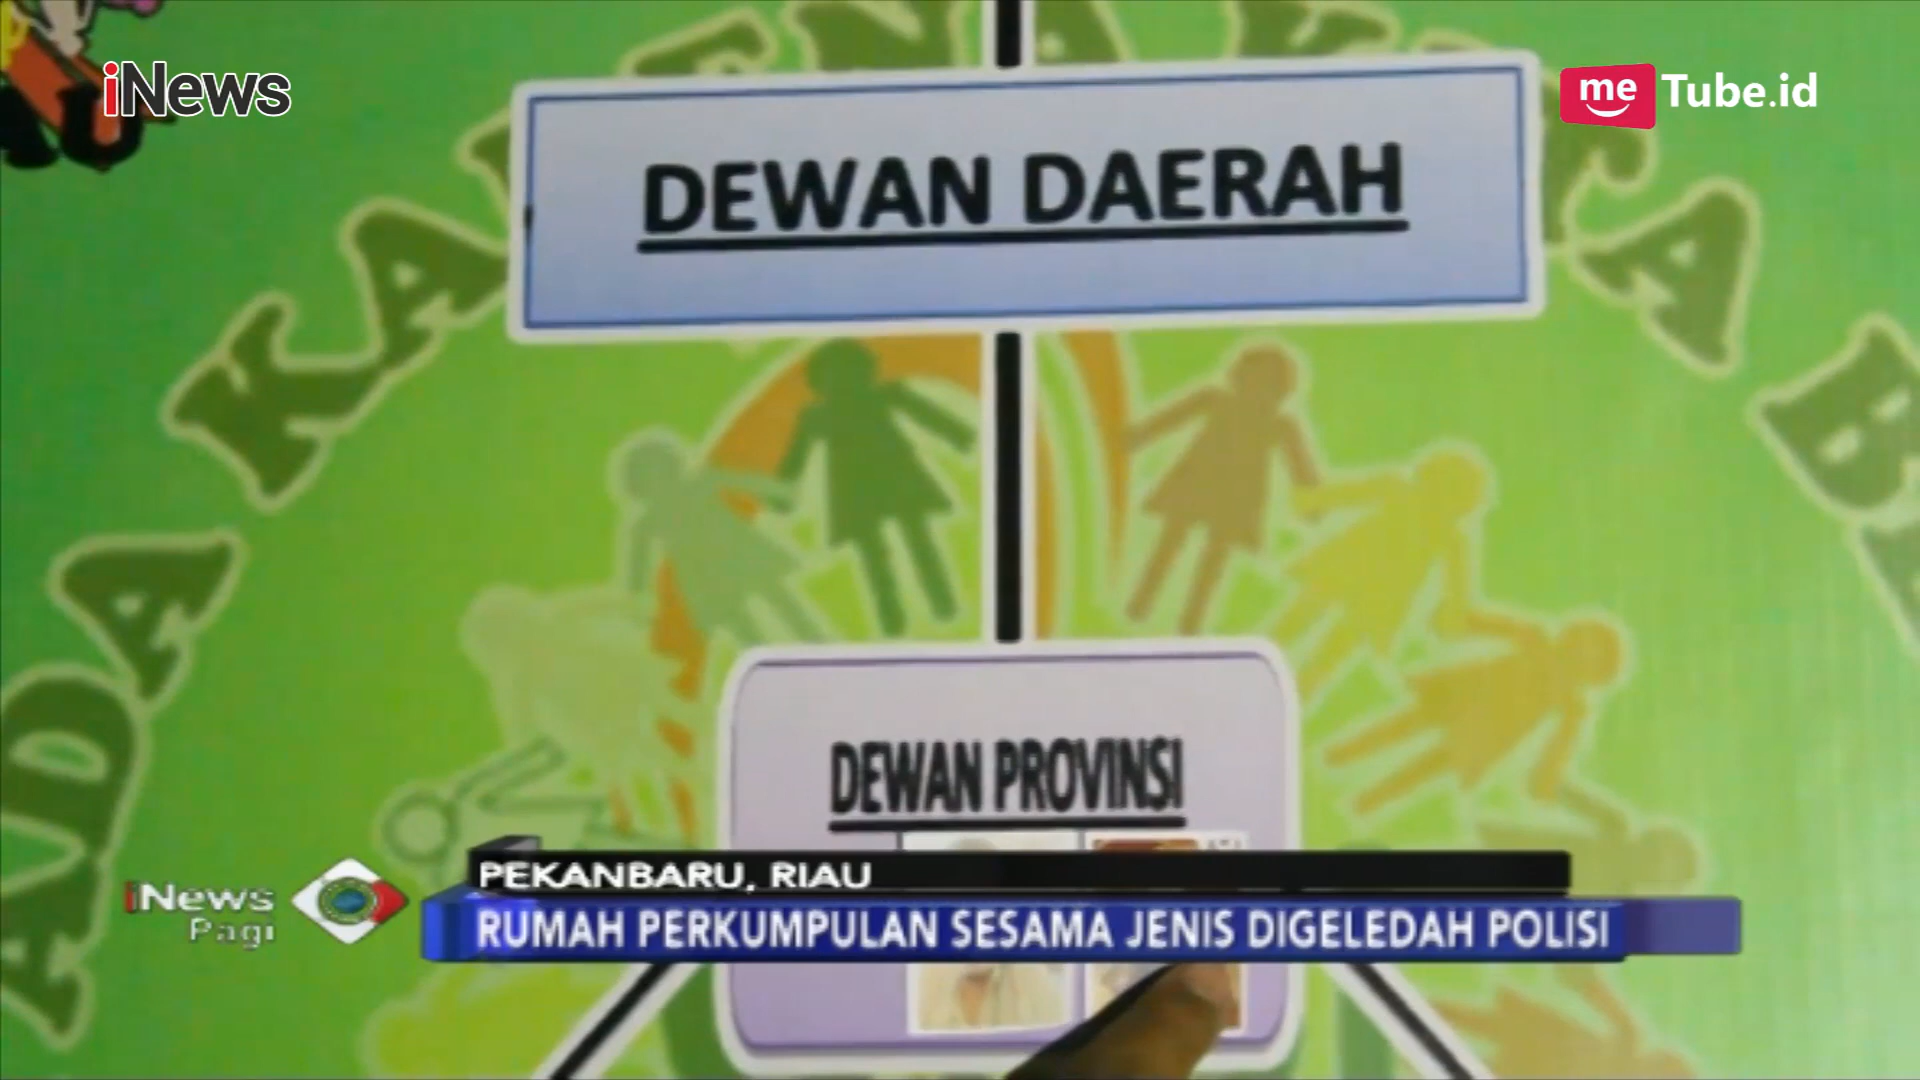 iNews
me Tube.id
DEWAN DAERAH
DEWAN PROVINSI
PEKANBARU, RIAU
iNews
Pagi
RUMAH PERKUMPULAN SESAMA JENIS DIGELEDAH POLISI